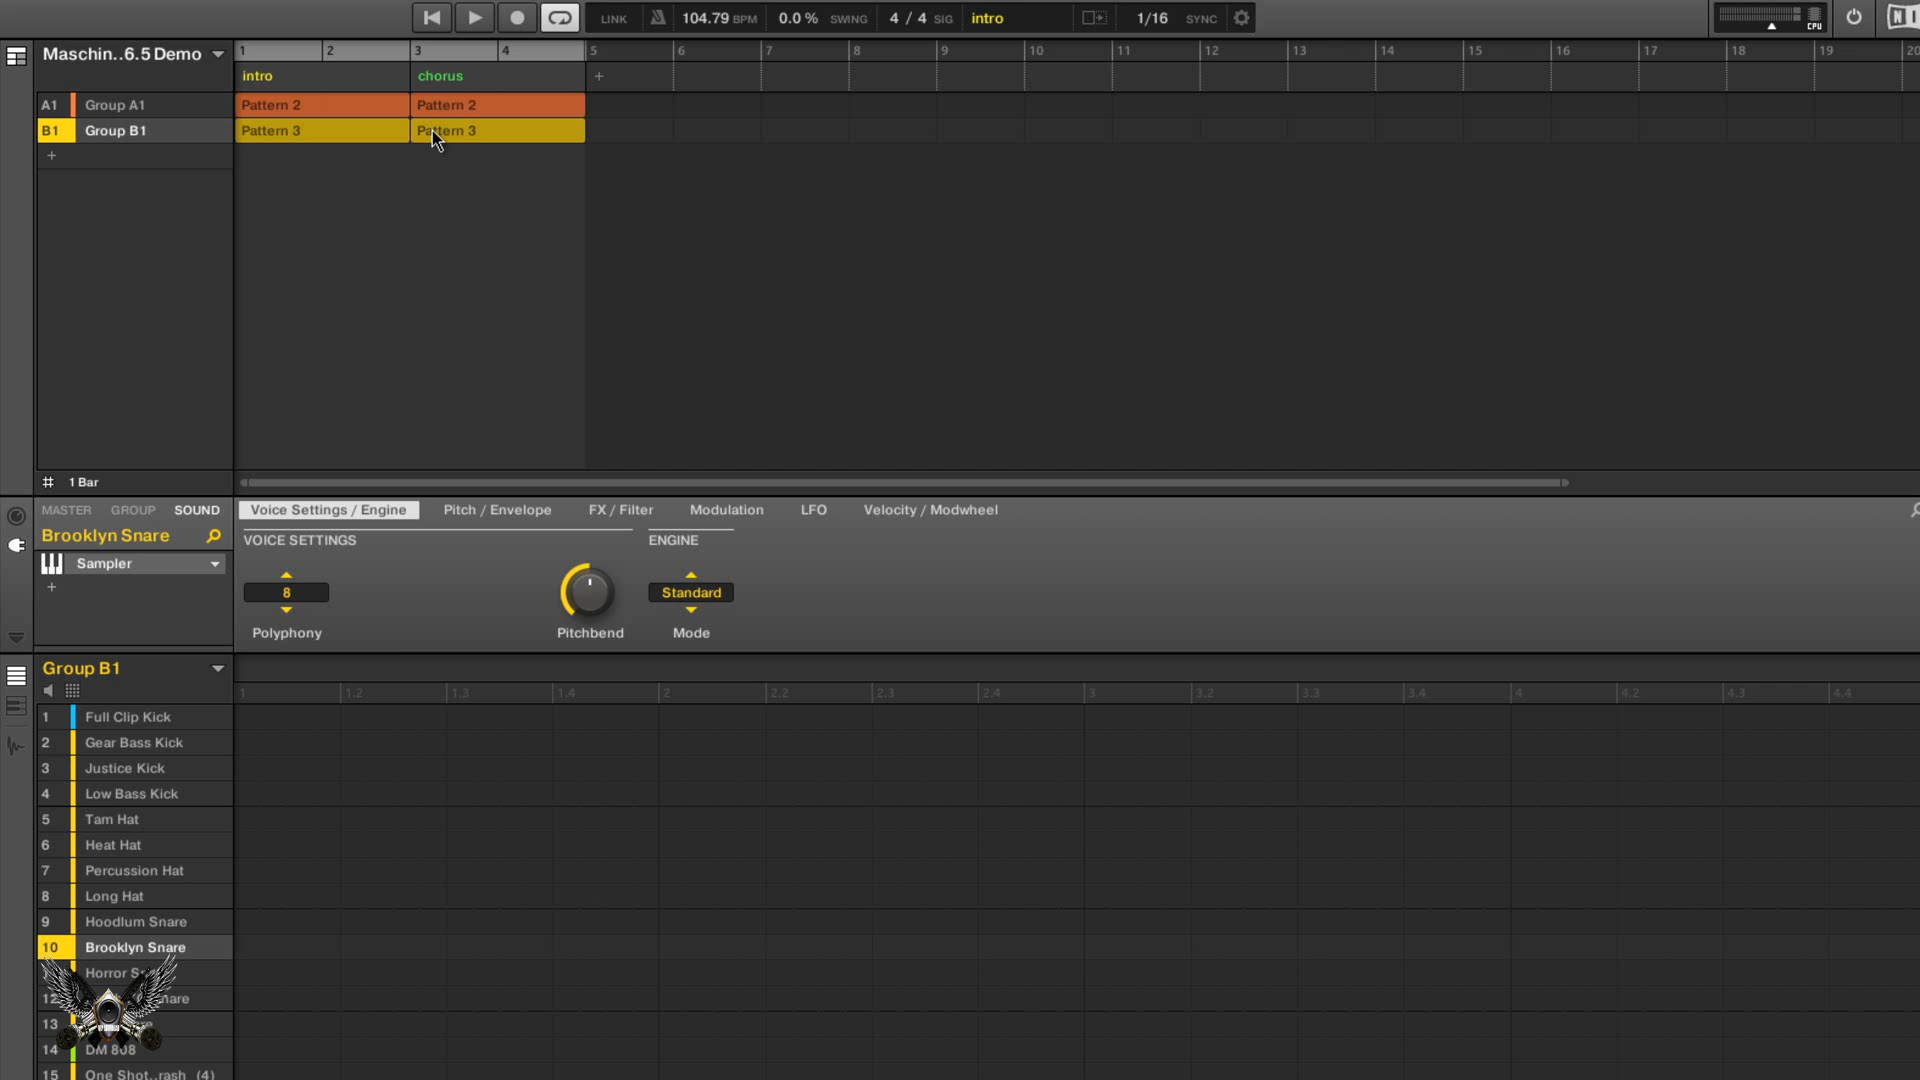 LINK 104.79 BPM 0.0 % SWING 4 / 4 SIG intro 1/16 SYNC CPU NI
Maschin..6.5 Demo 1 2 3 4 5 6 7 8 9 10 11 12 13 14 15 16 17 18 19 20
intro chorus +
A1 Group A1 Pattern 2 Pattern 2
B1 Group B1 Pattern 3 Pattern 3
+
1 Bar
MASTER GROUP SOUND Voice Settings / Engine Pitch / Envelope FX / Filter Modulation LFO Velocity / Modwheel
Brooklyn Snare VOICE SETTINGS ENGINE
Sampler
+ 8 Standard
Polyphony Pitchbend Mode
Group B1
1 1.2 1.3 1.4 2 2.2 2.3 2.4 3 3.2 3.3 3.4 4 4.2 4.3 4.4
1 Full Clip Kick
2 Gear Bass Kick
3 Justice Kick
4 Low Bass Kick
5 Tam Hat
6 Heat Hat
7 Percussion Hat
8 Long Hat
9 Hoodlum Snare
10 Brooklyn Snare
Horror
12
13
14 DM 808
15 One Shot..rash (4)